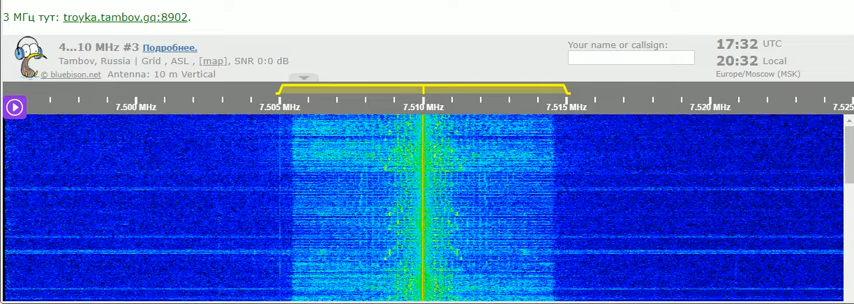 3 МГц тут: troyka.tambov.gq:8902.
4...10 MHz #3 Подробнее.
Tambov, Russia | Grid , ASL , [map], SNR 0:0 dB
© bluebison.net Antenna: 10 m Vertical
Your name or callsign:
17:32 UTC
20:32 Local
Europe/Moscow (MSK)
7.500 MHz 7.505 MHz 7.510 MHz 7.515 MHz 7.520 MHz 7.525